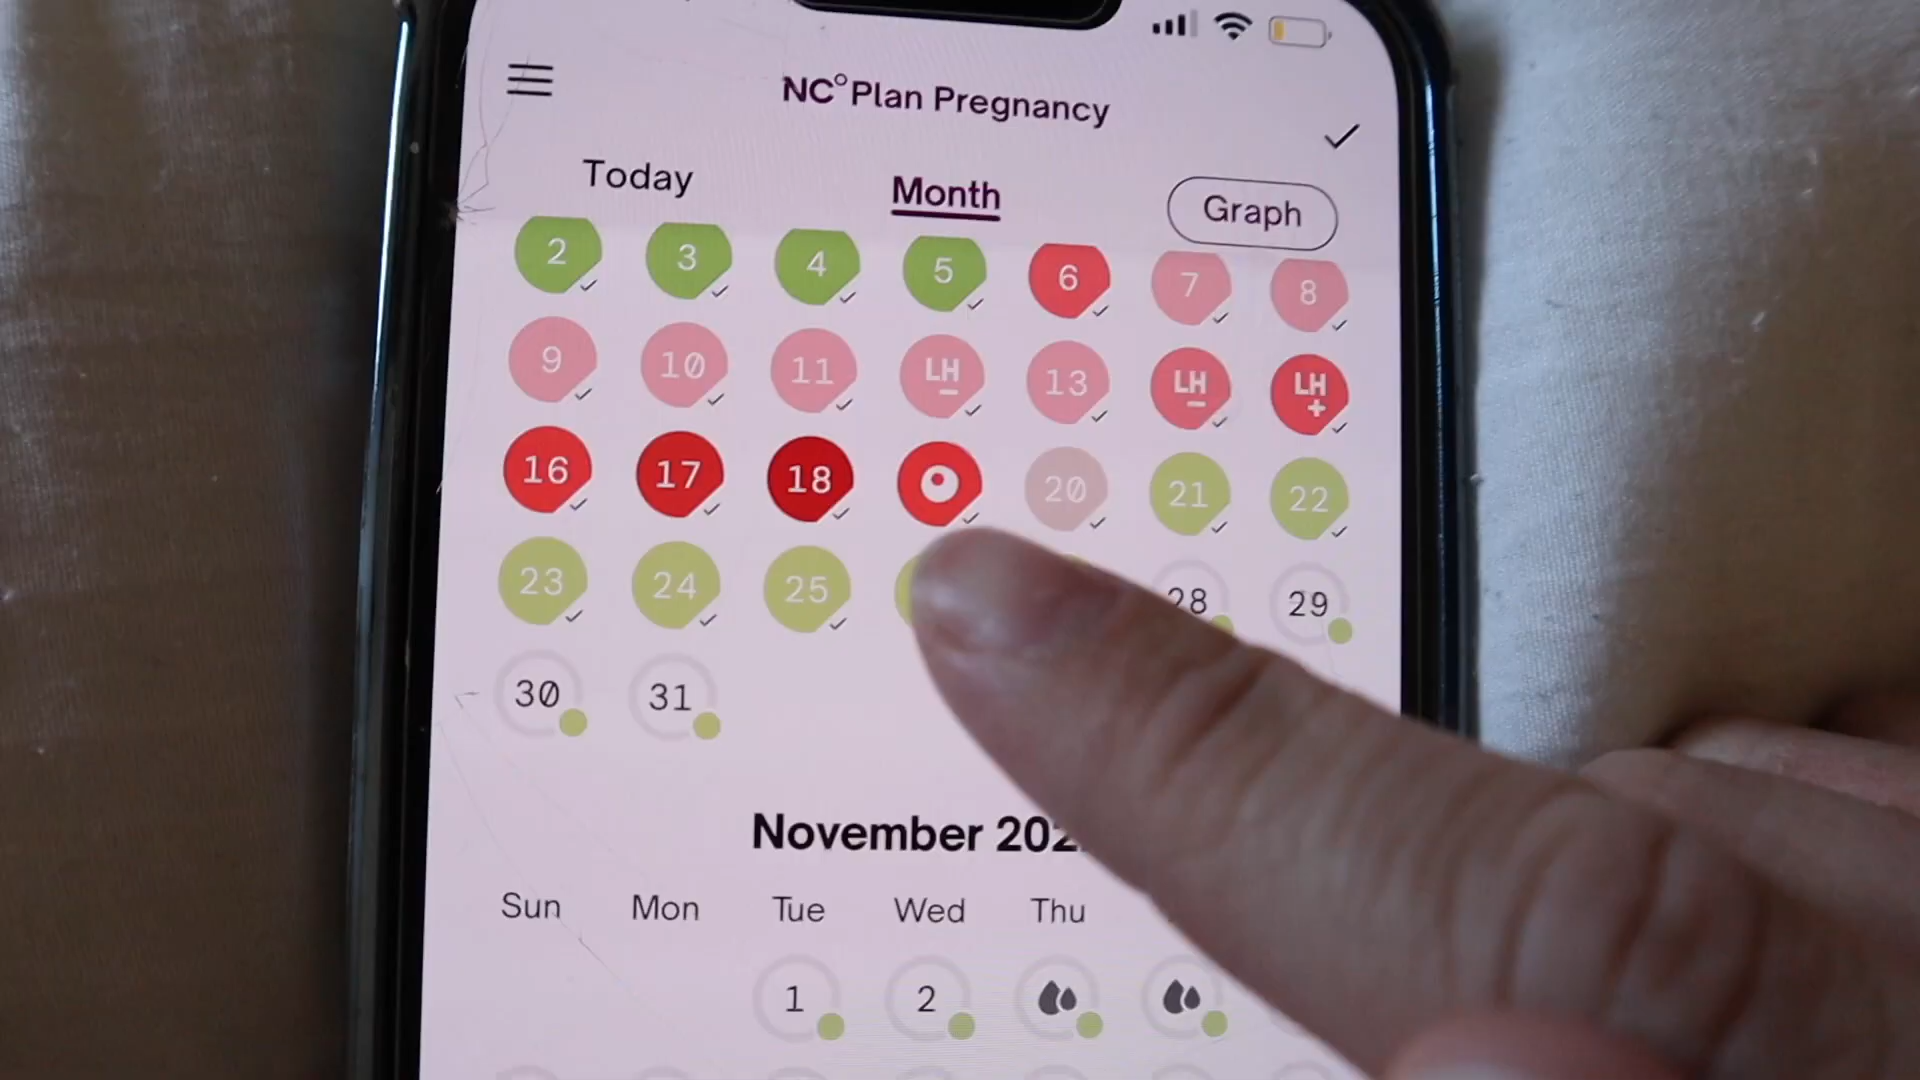 NC°Plan Pregnancy
Today Month Graph
2 3 4 5 6 7 8
9 10 11 LH- 13 LH- LH+
16 17 18 20 21 22
23 24 25 28 29
30 31
November 202
Sun Mon Tue Wed Thu
1 2